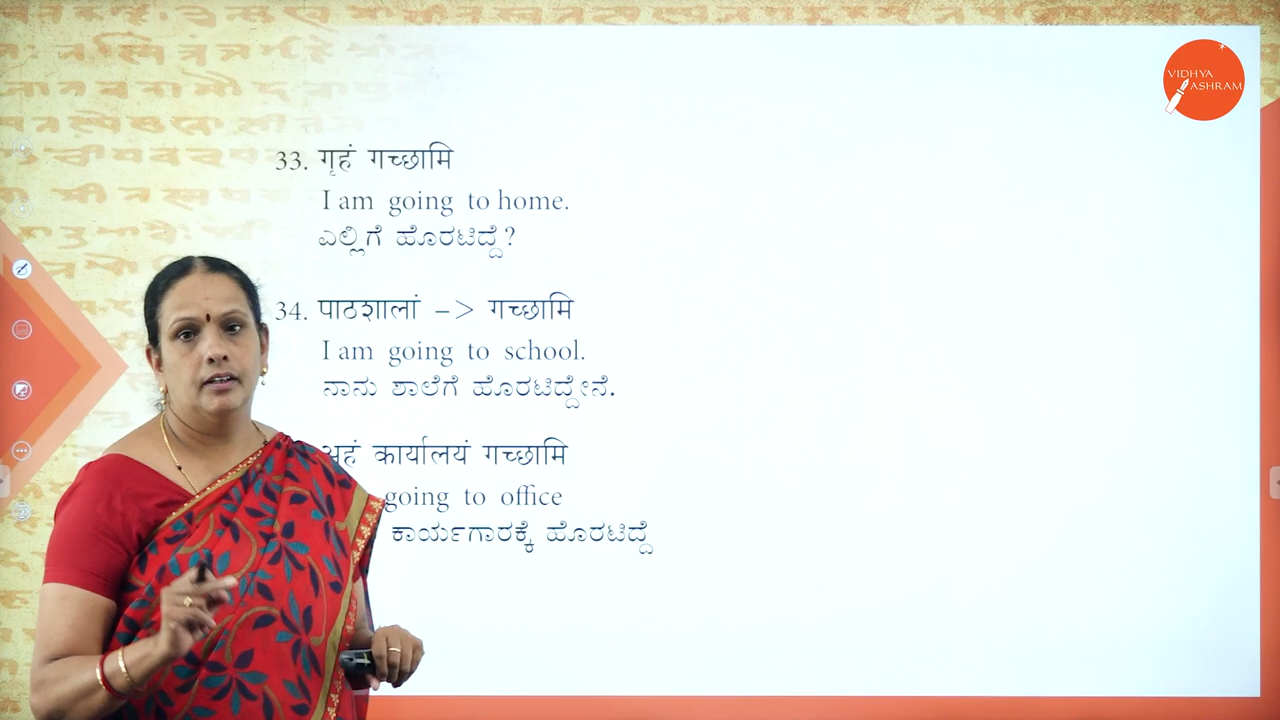 VIDHYA
ASHRAM
33. गृहं गच्छामि
I am going to home.
ಎಲ್ಲಿಗೆ ಹೊರಟಿದ್ದೆ?
34. पाठशालां –> गच्छामि
I am going to school.
ನಾನು ಶಾಲೆಗೆ ಹೊರಟಿದ್ದೇನೆ.
अहं कार्यालयं गच्छामि
going to office
ಕಾರ್ಯಗಾರಕ್ಕೆ ಹೊರಟಿದ್ದೆ